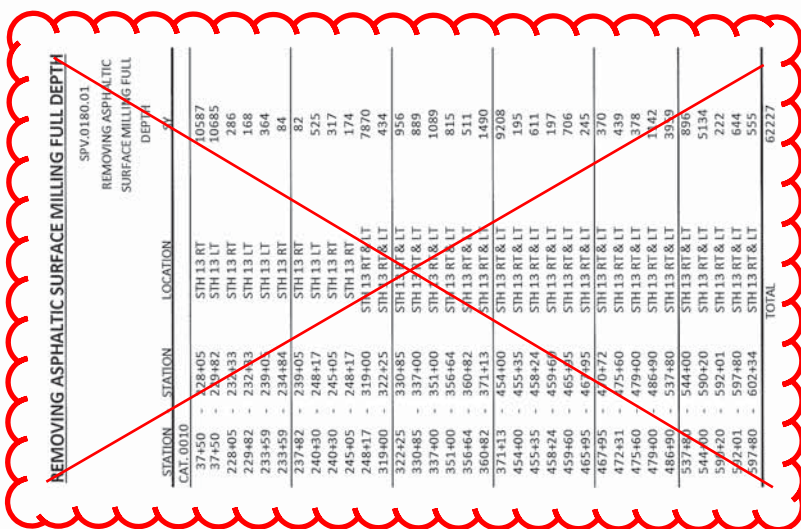 REMOVING ASPHALTIC SURFACE MILLING FULL DEPTH
SPV.0180.01
REMOVING ASPHALTIC
SURFACE MILLING FULL
DEPTH
STATION STATION LOCATION SY
CAT. 0010
37+50 - 228+05 STH 13 RT 10587
37+50 - 229+82 STH 13 LT 10685
228+05 - 232+33 STH 13 RT 286
229+82 - 232+33 STH 13 LT 168
233+59 - 239+05 STH 13 LT 364
233+59 - 234+84 STH 13 RT 84
237+82 - 239+05 STH 13 RT 82
240+30 - 248+17 STH 13 LT 525
240+30 - 245+05 STH 13 RT 317
245+05 - 248+17 STH 13 RT 174
248+17 - 319+00 STH 13 RT & LT 7870
319+00 - 322+25 STH 13 RT & LT 434
322+25 - 330+85 STH 13 RT & LT 956
330+85 - 337+00 STH 13 RT & LT 889
337+00 - 351+00 STH 13 RT & LT 1089
351+00 - 356+64 STH 13 RT & LT 815
356+64 - 360+82 STH 13 RT & LT 511
360+82 - 371+13 STH 13 RT & LT 1490
371+13 - 454+00 STH 13 RT & LT 9208
454+00 - 455+35 STH 13 RT & LT 195
455+35 - 458+24 STH 13 RT & LT 611
458+24 - 459+60 STH 13 RT & LT 197
459+60 - 465+95 STH 13 RT & LT 706
465+95 - 467+95 STH 13 RT & LT 245
467+95 - 470+72 STH 13 RT & LT 370
472+31 - 475+60 STH 13 RT & LT 439
475+60 - 479+00 STH 13 RT & LT 378
479+00 - 486+90 STH 13 RT & LT 1142
486+90 - 537+80 STH 13 RT & LT 3959
537+80 - 544+00 STH 13 RT & LT 896
544+00 - 590+20 STH 13 RT & LT 5134
590+20 - 592+01 STH 13 RT & LT 222
592+01 - 597+80 STH 13 RT & LT 644
597+80 - 602+34 STH 13 RT & LT 555
TOTAL 62227